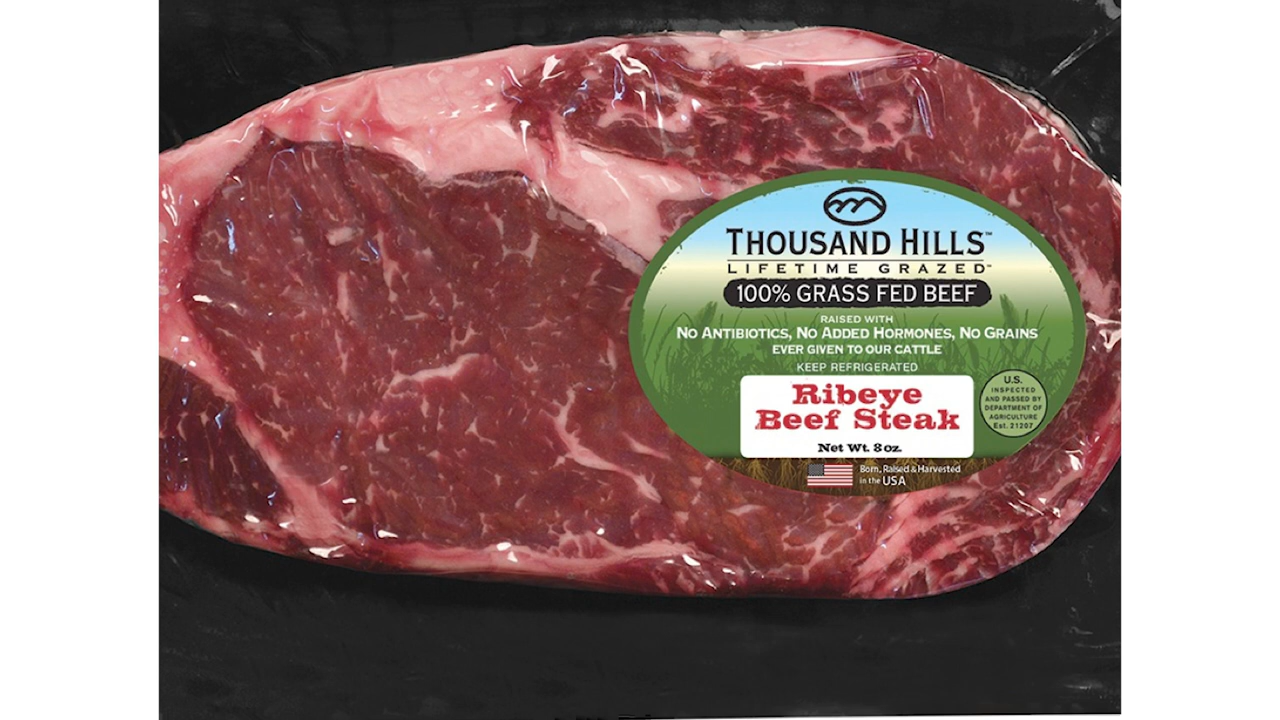 THOUSAND HILLS™
LIFETIME GRAZED™
100% GRASS FED BEEF
RAISED WITH
NO ANTIBIOTICS, NO ADDED HORMONES, NO GRAINS
EVER GIVEN TO OUR CATTLE
KEEP REFRIGERATED
Ribeye
Beef Steak
Net Wt. 8 oz.
U.S.
INSPECTED
AND PASSED BY
DEPARTMENT OF
AGRICULTURE
Est. 21207
Born, Raised & Harvested
in the USA